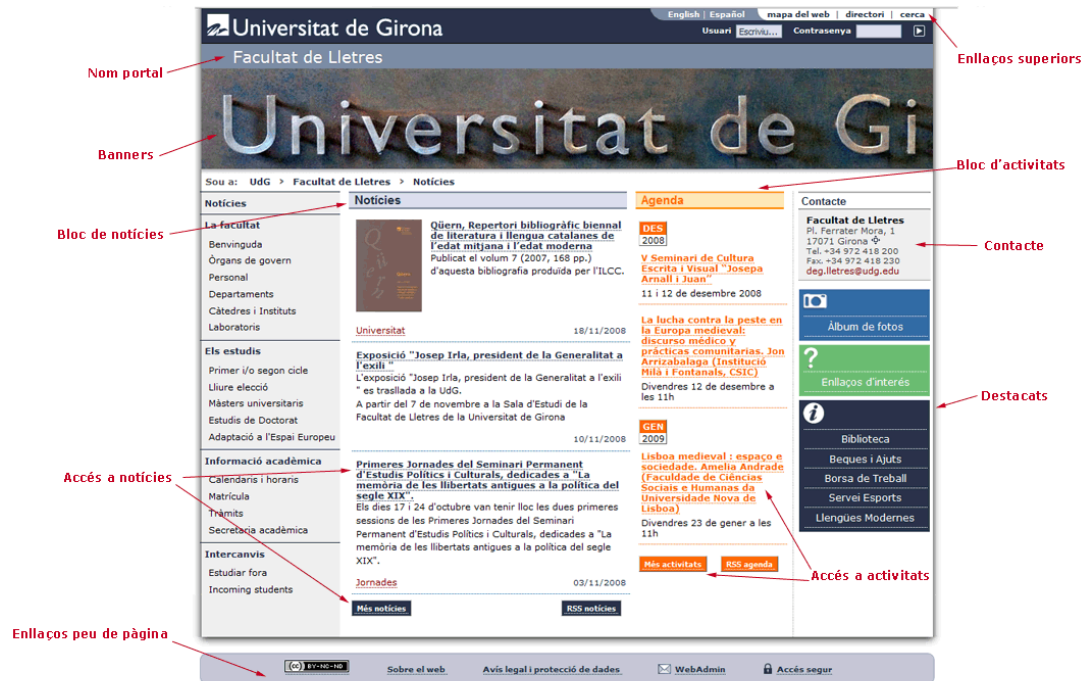 English | Español
mapa del web | directori | cerca
Universitat de Girona
Usuari Escriviu... Contrasenya
Enllaços superiors
Facultat de Lletres
Nom portal
Universitat de Gi
Banners
Bloc d'activitats
Sou a: UdG > Facultat de Lletres > Notícies
Notícies
La facultat
Benvinguda
Òrgans de govern
Personal
Departaments
Càtedres i Instituts
Laboratoris
Els estudis
Primer i/o segon cicle
Lliure elecció
Màsters universitaris
Estudis de Doctorat
Adaptació a l'Espai Europeu
Informació acadèmica
Calendaris i horaris
Matrícula
Tràmits
Secretaria acadèmica
Intercanvis
Estudiar fora
Incoming students
Bloc de notícies
Accés a notícies
Notícies
Qüern
Qüern, Repertori bibliogràfic biennal
de literatura i llengua catalanes de
l'edat mitjana i l'edat moderna
Publicat el volum 7 (2007, 168 pp.)
d'aquesta bibliografia produïda per l'ILCC.
Universitat 18/11/2008
Exposició "Josep Irla, president de la Generalitat a
l'exili "
L'exposició "Josep Irla, president de la Generalitat a l'exili
" es trasllada a la UdG.
A partir del 7 de novembre a la Sala d'Estudi de la
Facultat de Lletres de la Universitat de Girona
10/11/2008
Primeres Jornades del Seminari Permanent
d'Estudis Polítics i Culturals, dedicades a "La
memòria de les llibertats antigues a la política del
segle XIX".
Els dies 17 i 24 d'octubre van tenir lloc les dues primeres
sessions de les Primeres Jornades del Seminari
Permanent d'Estudis Polítics i Culturals, dedicades a "La
memòria de les llibertats antigues a la política del segle
XIX".
Jornades 03/11/2008
Més notícies RSS notícies
Agenda
DES
2008
V Seminari de Cultura
Escrita i Visual "Josepa
Arnall i Juan"
11 i 12 de desembre 2008
La lucha contra la peste en
la Europa medieval:
discurso médico y
prácticas comunitarias. Jon
Arrizabalaga (Institució
Milà i Fontanals, CSIC)
Divendres 12 de desembre a
les 11h
GEN
2009
Lisboa medieval : espaço e
sociedade. Amelia Andrade
(Faculdade de Ciências
Sociais e Humanas da
Universidade Nova de
Lisboa)
Divendres 23 de gener a les
11h
Més activitats RSS agenda
Accés a activitats
Contacte
Facultat de Lletres
Pl. Ferrater Mora, 1
17071 Girona
Tel. +34 972 418 200
Fax. +34 972 418 230
deg.lletres@udg.edu
Contacte
Àlbum de fotos
?
Enllaços d'interés
i
Biblioteca
Beques i Ajuts
Borsa de Treball
Servei Esports
Llengües Modernes
Destacats
Enllaços peu de pàgina
(cc) BY-NC-ND Sobre el web Avís legal i protecció de dades WebAdmin Accés segur